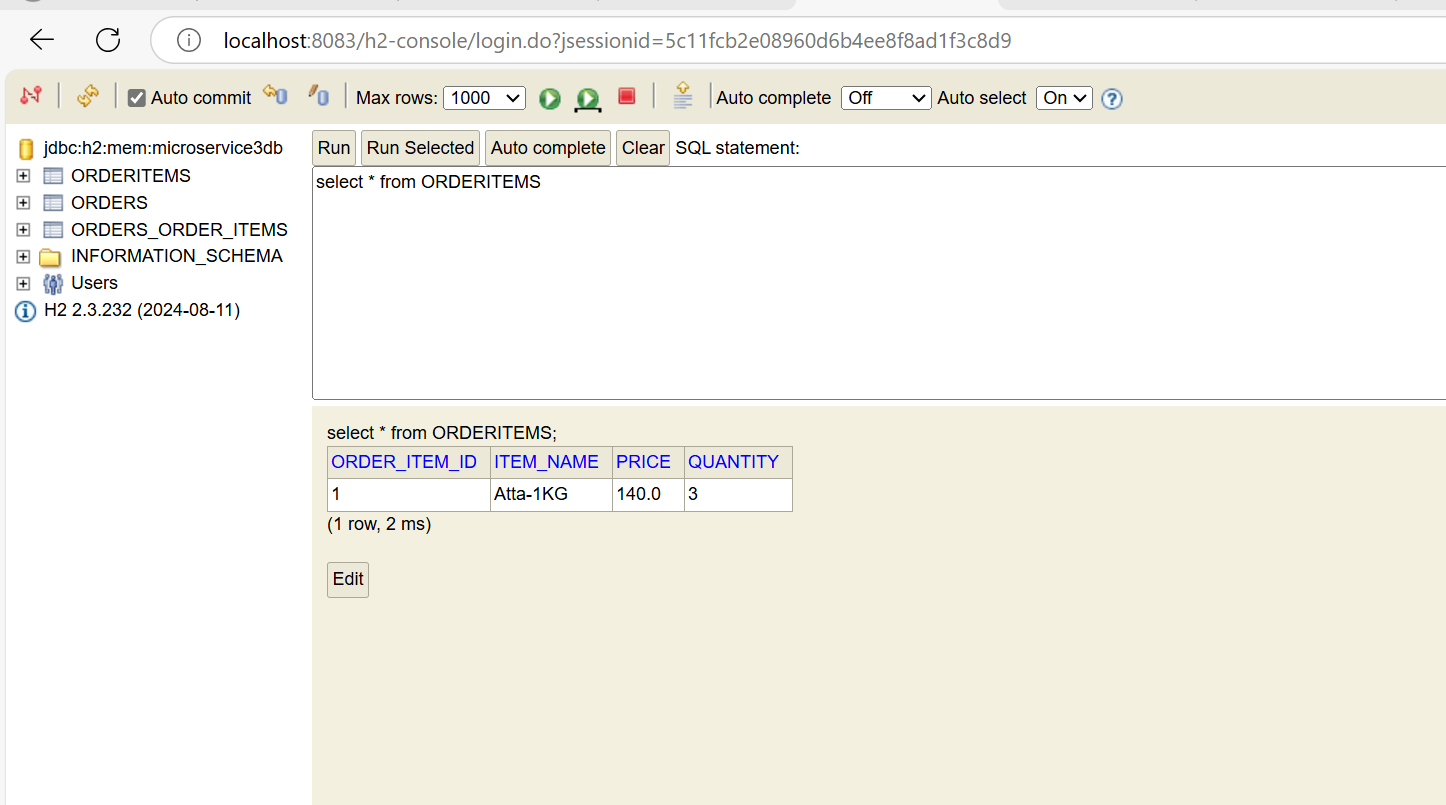 localhost:8083/h2-console/login.do?jsessionid=5c11fcb2e08960d6b4ee8f8ad1f3c8d9
Auto commit Max rows: 1000 Auto complete Off Auto select On ?
jdbc:h2:mem:microservice3db
ORDERITEMS
ORDERS
ORDERS_ORDER_ITEMS
INFORMATION_SCHEMA
Users
H2 2.3.232 (2024-08-11)
Run Run Selected Auto complete Clear SQL statement:
select * from ORDERITEMS
select * from ORDERITEMS;
ORDER_ITEM_ID ITEM_NAME PRICE QUANTITY
1 Atta-1KG 140.0 3
(1 row, 2 ms)
Edit